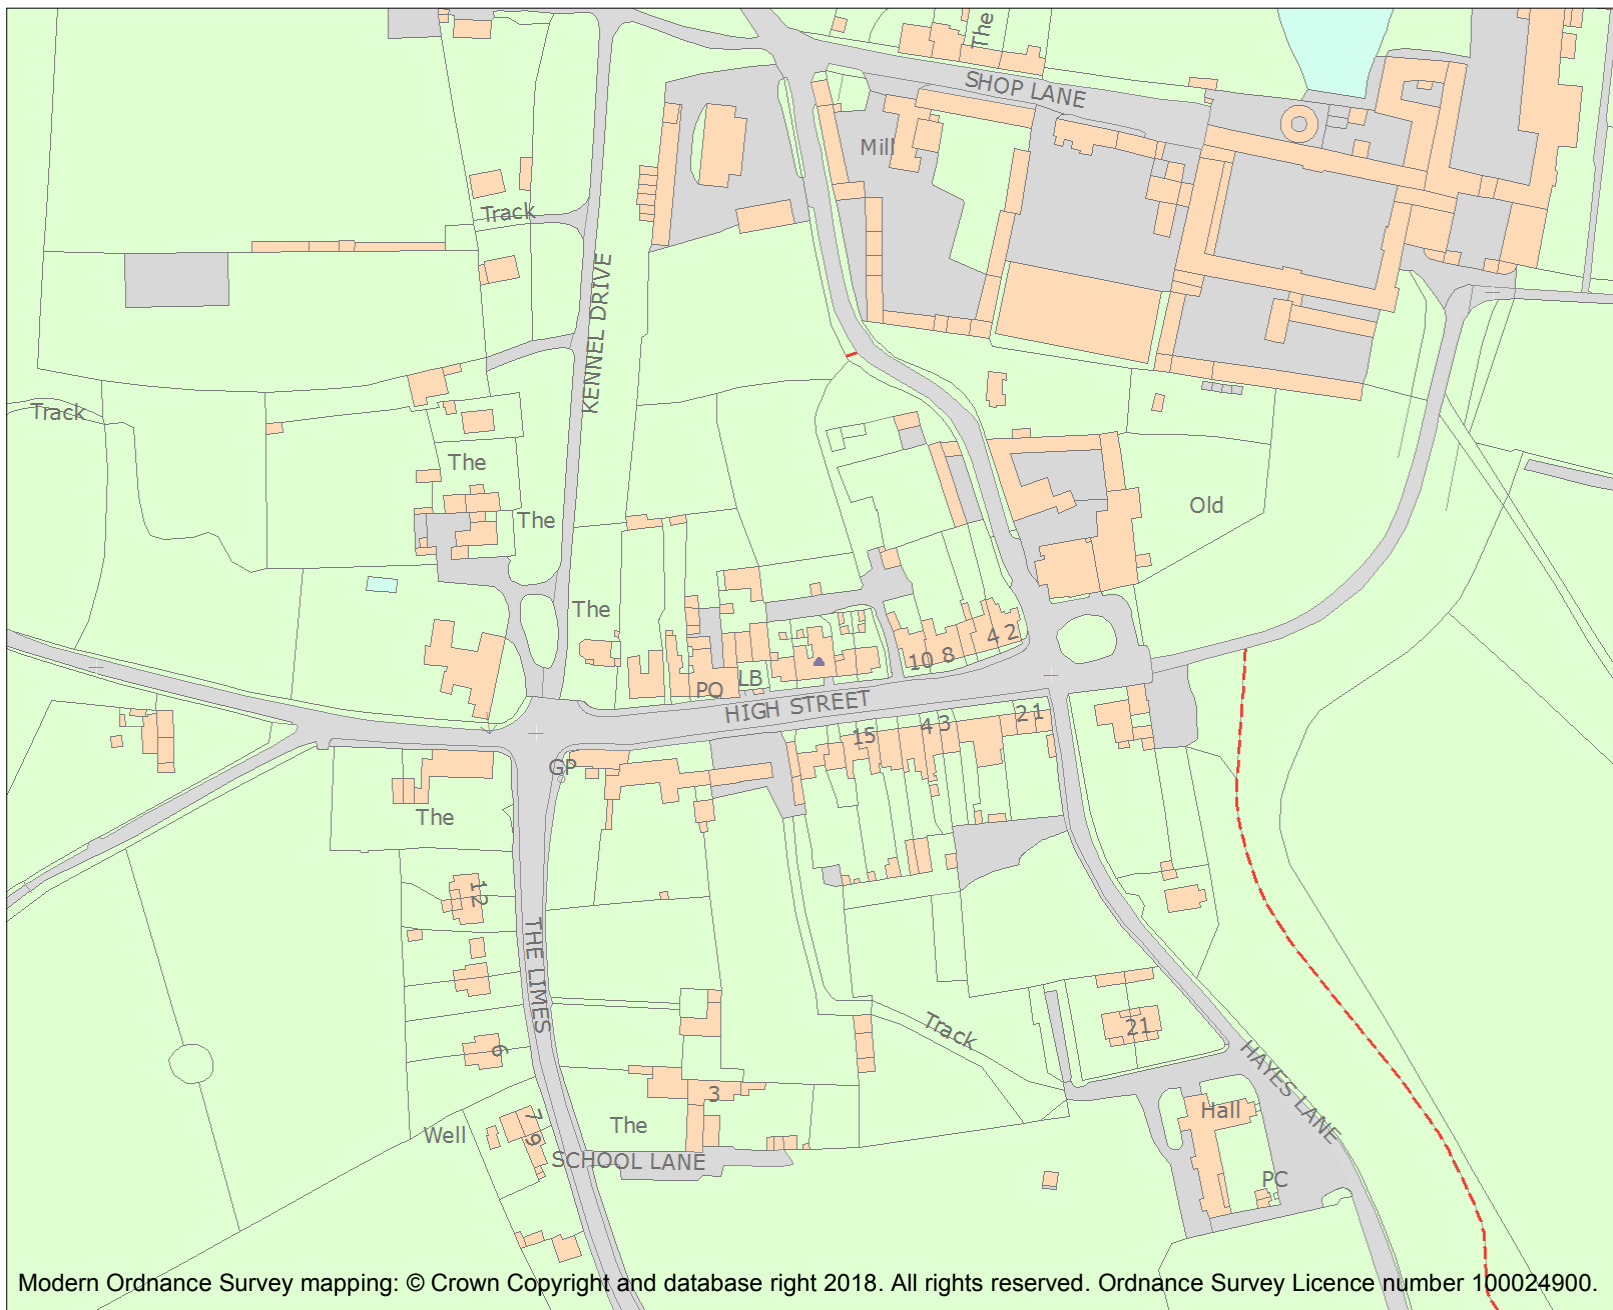 The
SHOP LANE
Mill
Track
KENNEL DRIVE
Track
The
Old
The
The
4 2
10 8
LB
PO
HIGH STREET
21
4 3
15
GP
The
12
THE LIMES
Track
21
6
HAYES LANE
3
Hall
7
9
Well
The
SCHOOL LANE
PC
Modern Ordnance Survey mapping: © Crown Copyright and database right 2018. All rights reserved. Ordnance Survey Licence number 100024900.